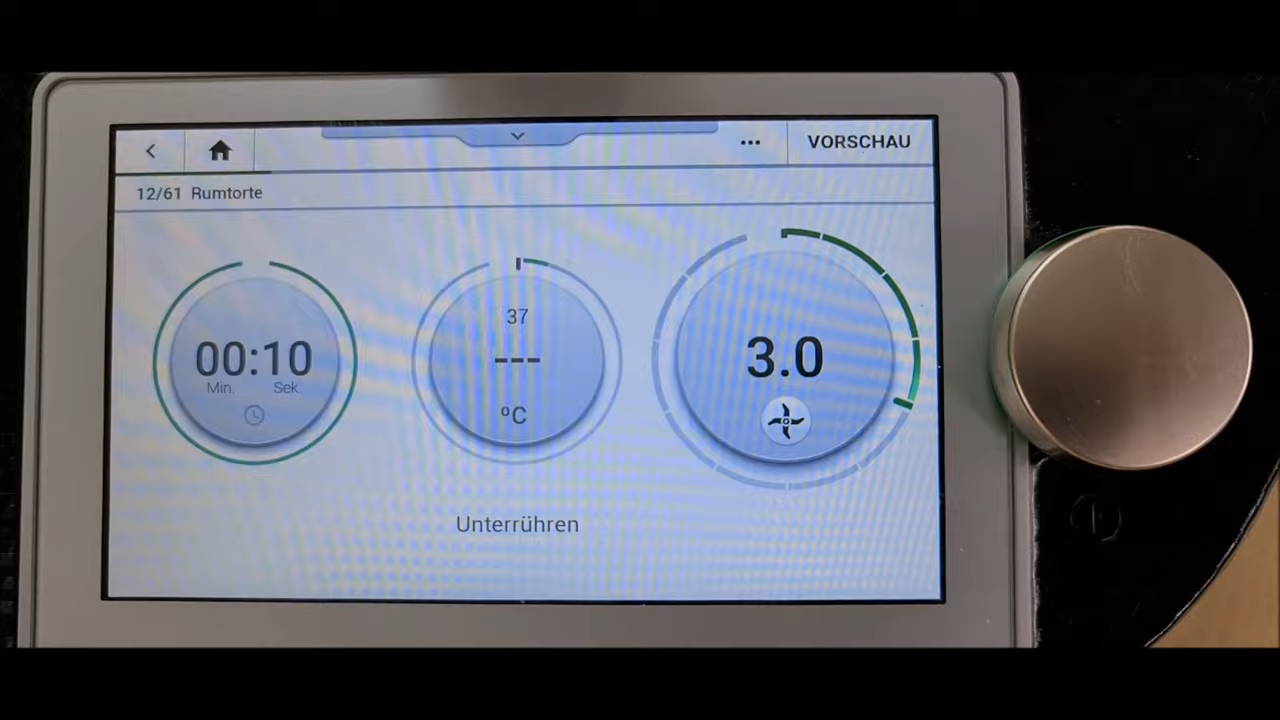 VORSCHAU
12/61 Rumtorte
00:10
Min. Sek.
37
---
°C
3.0
Unterrühren